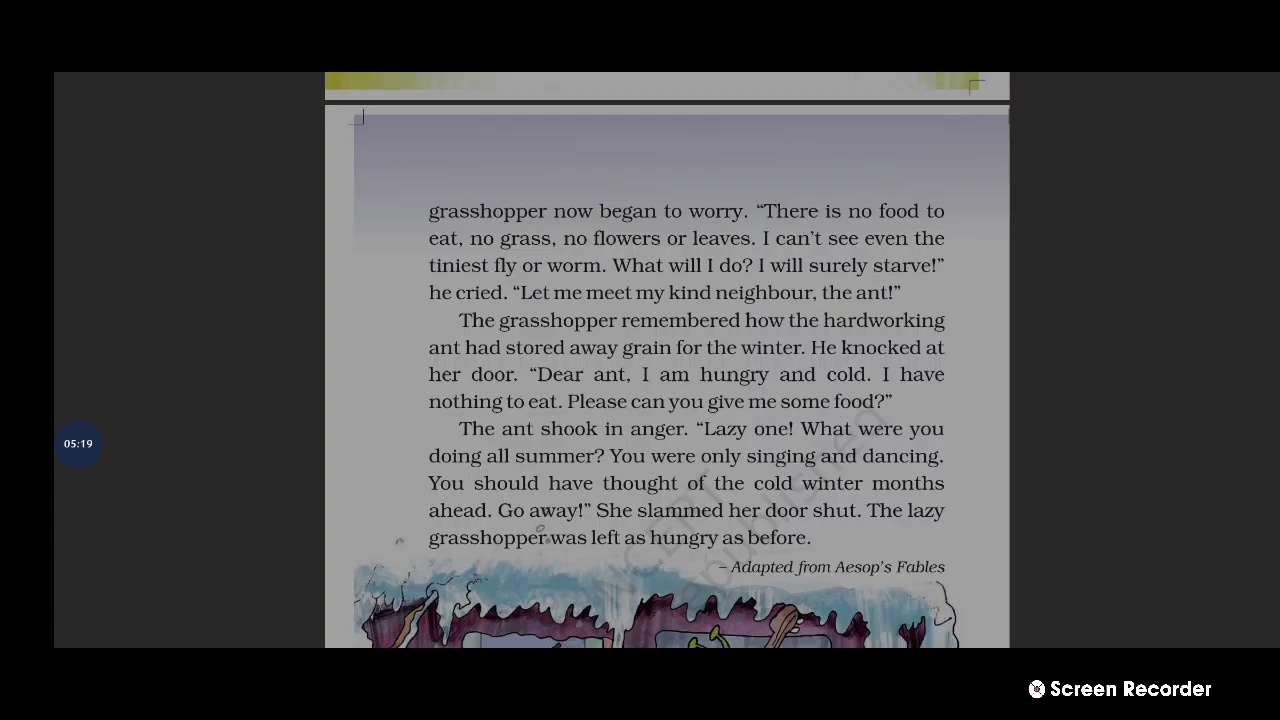 grasshopper now began to worry. “There is no food to
eat, no grass, no flowers or leaves. I can’t see even the
tiniest fly or worm. What will I do? I will surely starve!”
he cried. “Let me meet my kind neighbour, the ant!”
The grasshopper remembered how the hardworking
ant had stored away grain for the winter. He knocked at
her door. “Dear ant, I am hungry and cold. I have
nothing to eat. Please can you give me some food?”
The ant shook in anger. “Lazy one! What were you
doing all summer? You were only singing and dancing.
You should have thought of the cold winter months
ahead. Go away!” She slammed her door shut. The lazy
grasshopper was left as hungry as before.
– Adapted from Aesop’s Fables
05:19
Screen Recorder